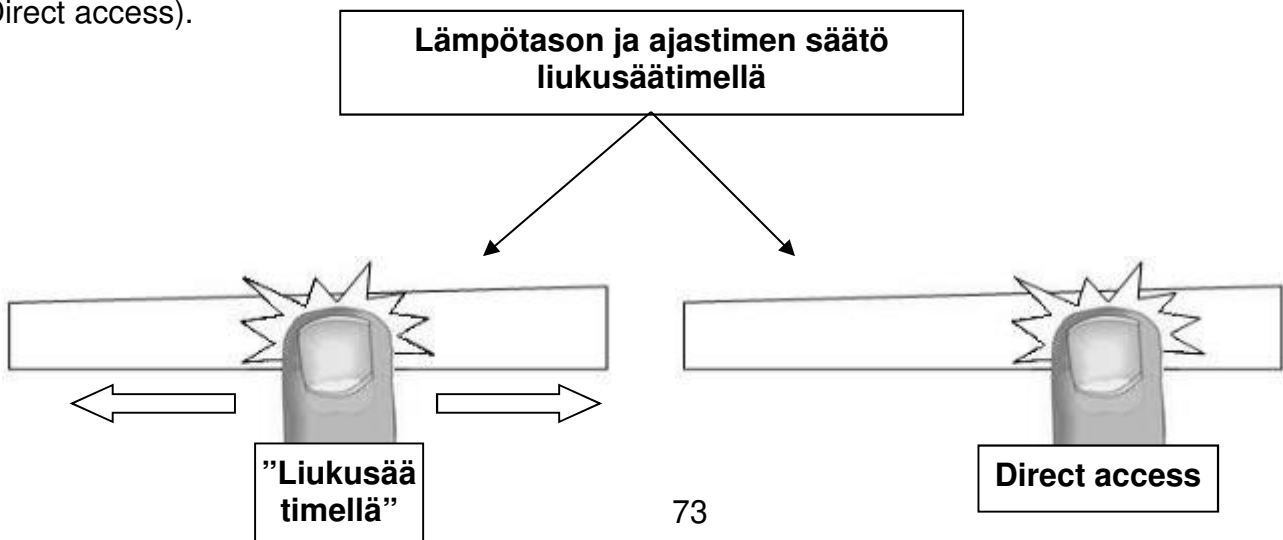 Direct access).
Lämpötason ja ajastimen säätö
liukusäätimellä
”Liukusää
timellä”
Direct access
73